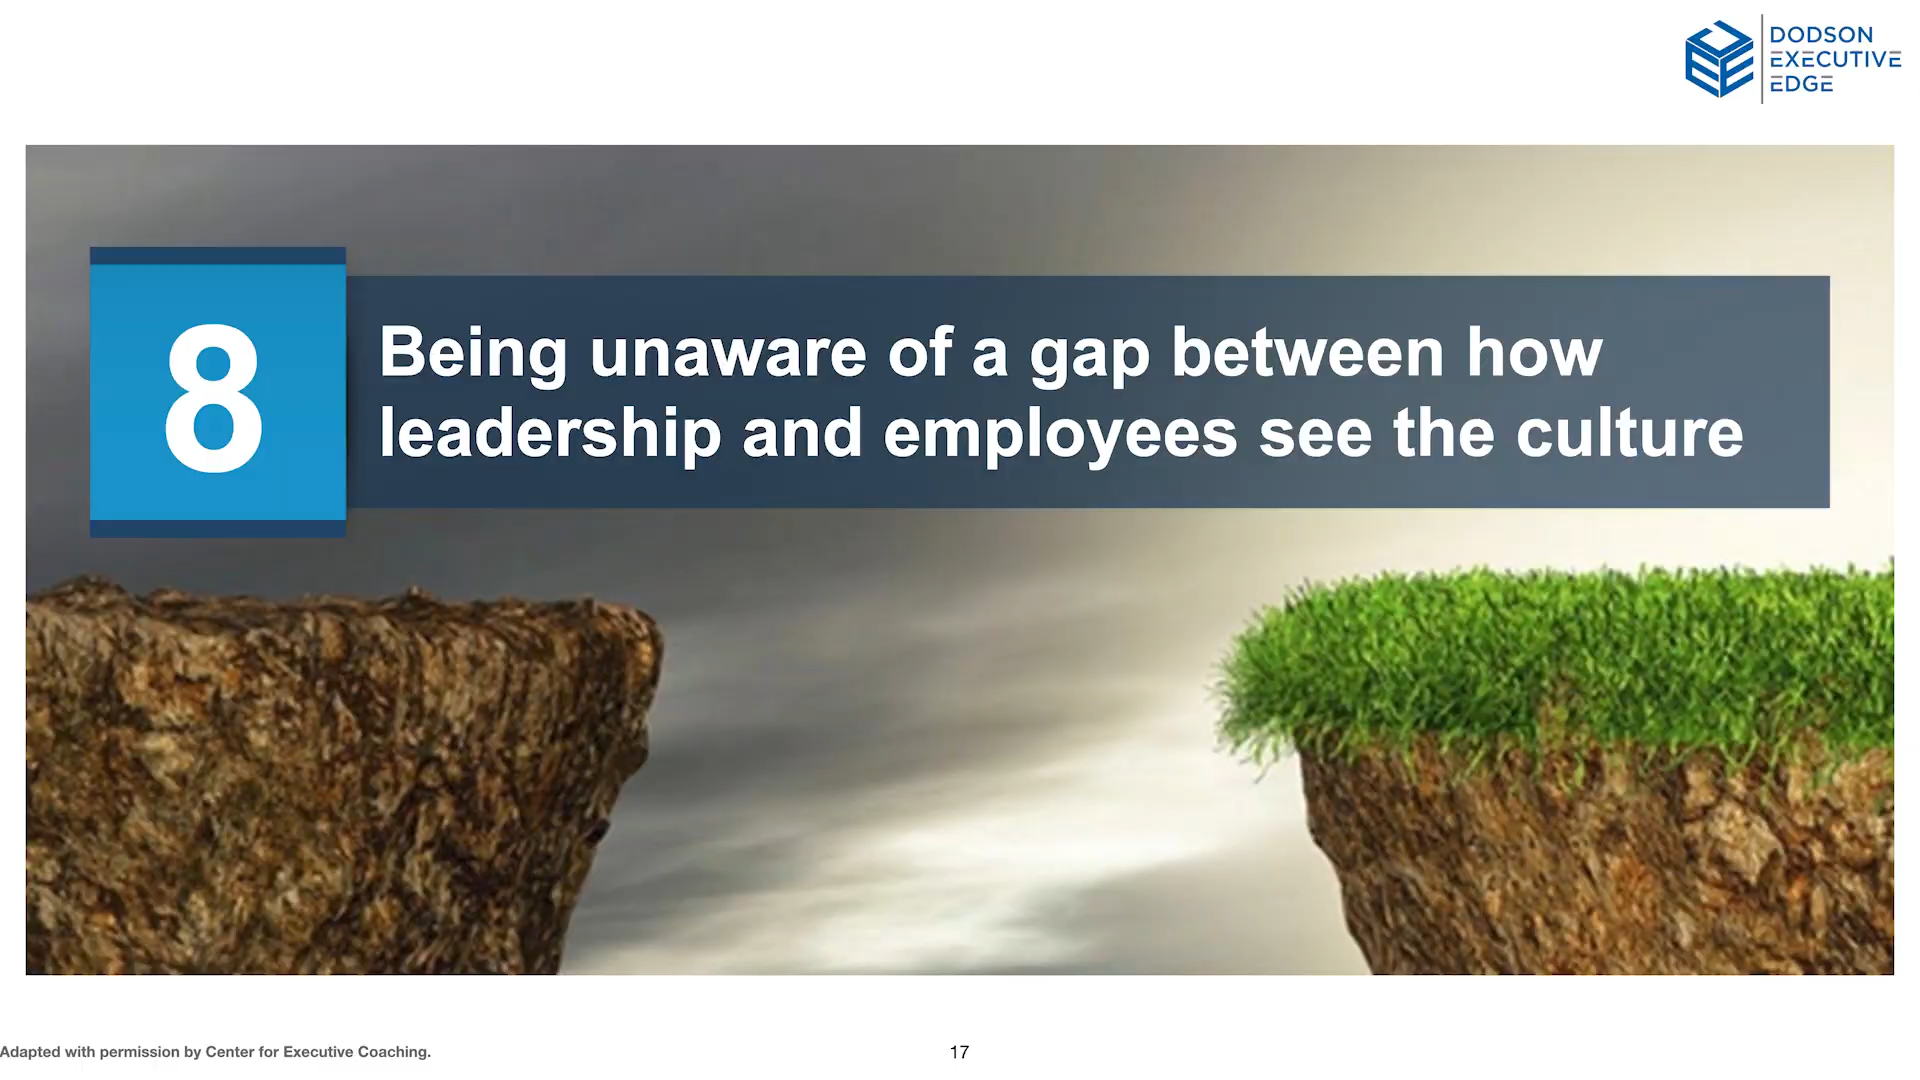 DODSON
EXECUTIVE
EDGE
8
Being unaware of a gap between how
leadership and employees see the culture
Adapted with permission by Center for Executive Coaching.
17